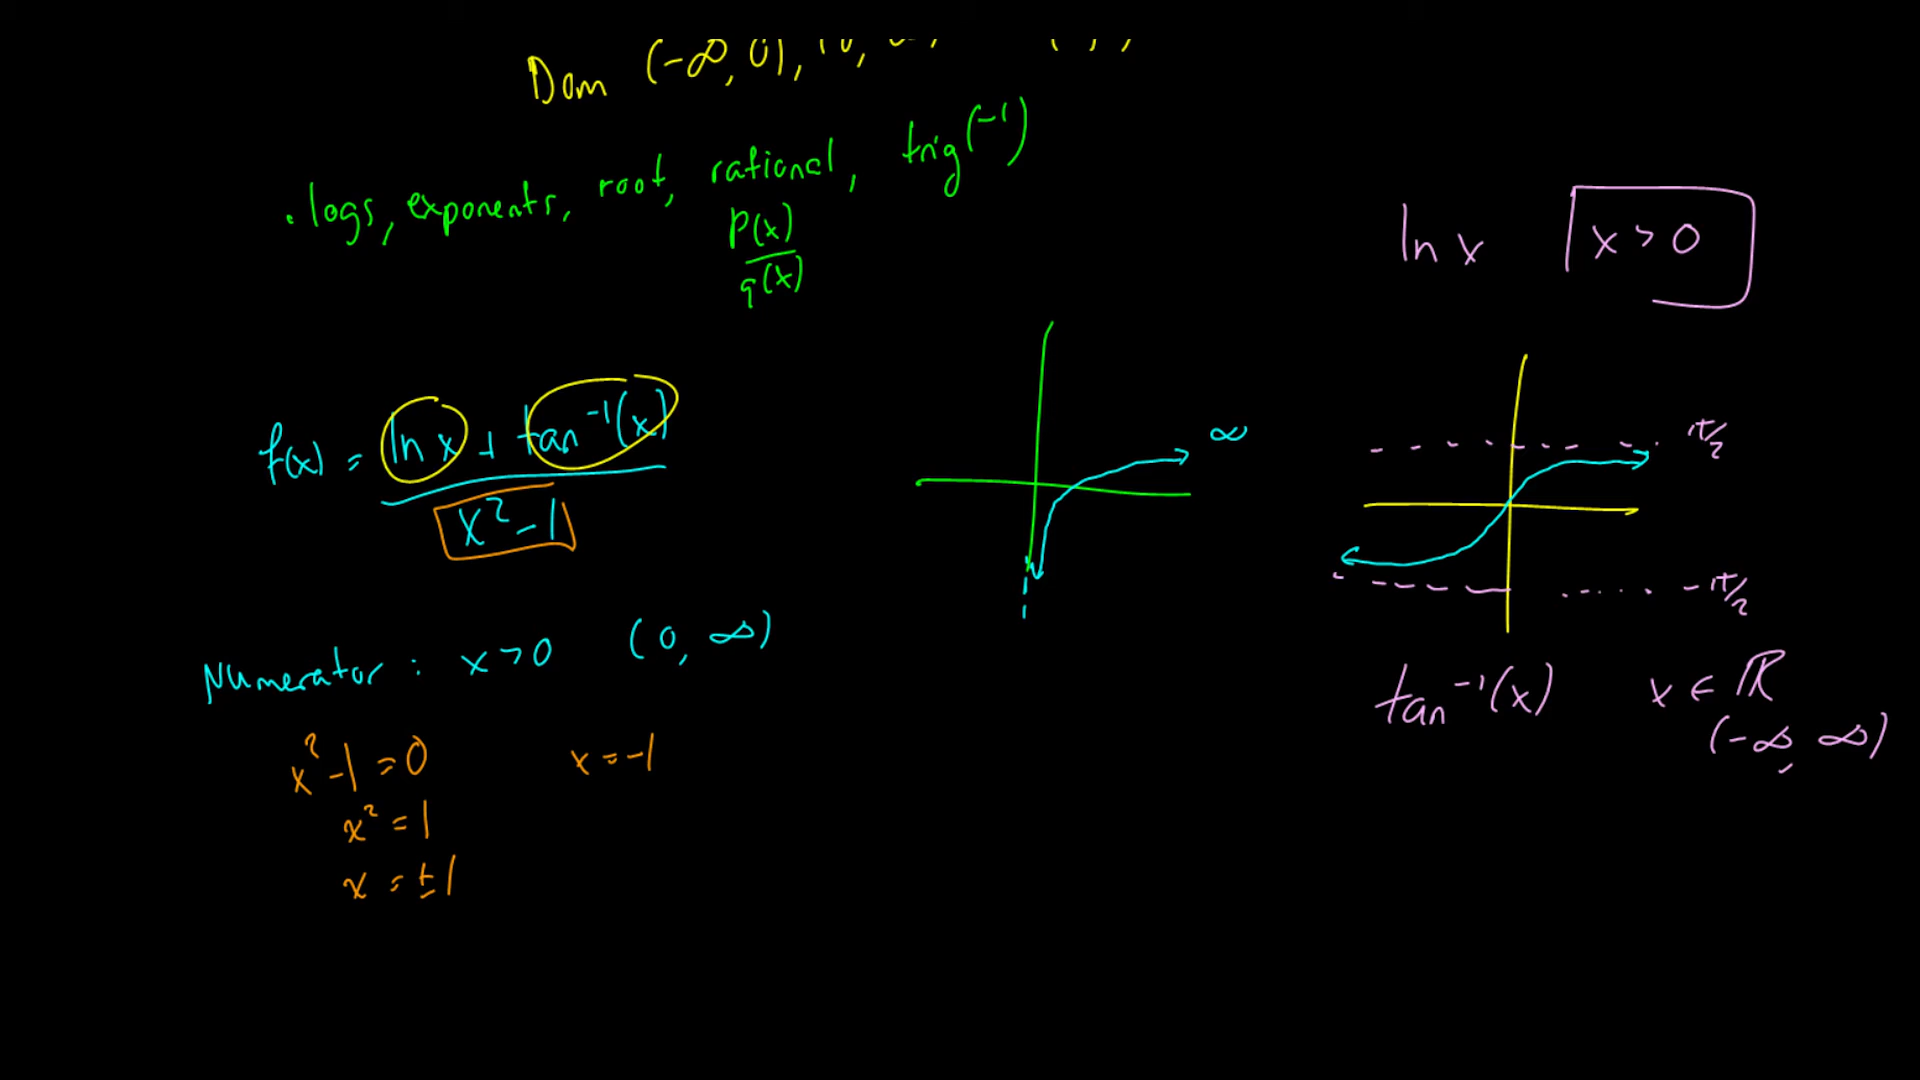 Dom (-∞, 0),
. logs, exponents, root, rational, trig(-1)
P(x)
q(x)
ln x x > 0
f(x) = ln x + tan⁻¹(x)
x² - 1
∞
π/2
-π/2
Numerator : x > 0 (0, ∞)
tan⁻¹(x) x ∈ ℝ
(-∞, ∞)
x² - 1 = 0 x = -1
x² = 1
x = ±1